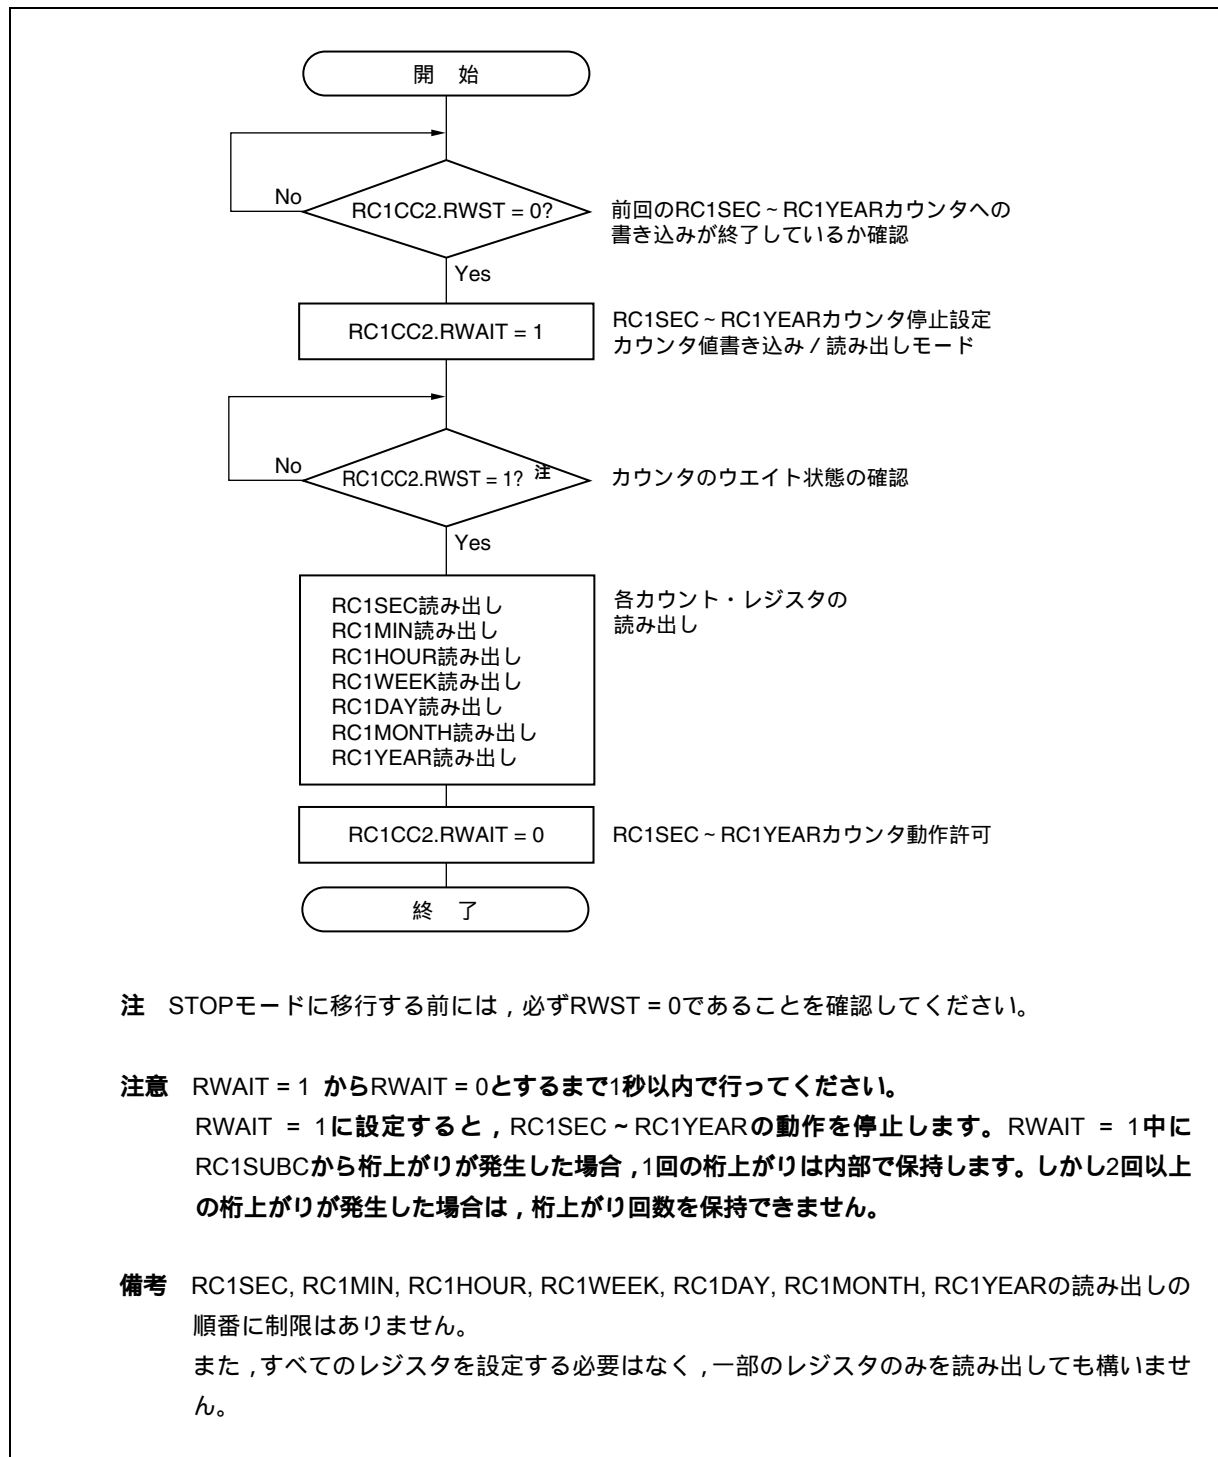 開 始
No
RC1CC2.RWST = 0?
前回のRC1SEC～RC1YEARカウンタへの
書き込みが終了しているか確認
Yes
RC1CC2.RWAIT = 1
RC1SEC～RC1YEARカウンタ停止設定
カウンタ値書き込み / 読み出しモード
No
RC1CC2.RWST = 1? 注
カウンタのウエイト状態の確認
Yes
RC1SEC読み出し
RC1MIN読み出し
RC1HOUR読み出し
RC1WEEK読み出し
RC1DAY読み出し
RC1MONTH読み出し
RC1YEAR読み出し
各カウント・レジスタの
読み出し
RC1CC2.RWAIT = 0
RC1SEC～RC1YEARカウンタ動作許可
終 了
注 STOPモードに移行する前には，必ずRWST = 0であることを確認してください。
注意 RWAIT = 1 からRWAIT = 0とするまで1秒以内で行ってください。
RWAIT = 1に設定すると，RC1SEC～RC1YEARの動作を停止します。RWAIT = 1中に
RC1SUBCから桁上がりが発生した場合，1回の桁上がりは内部で保持します。しかし2回以上
の桁上がりが発生した場合は，桁上がり回数を保持できません。
備考 RC1SEC, RC1MIN, RC1HOUR, RC1WEEK, RC1DAY, RC1MONTH, RC1YEARの読み出しの
順番に制限はありません。
また，すべてのレジスタを設定する必要はなく，一部のレジスタのみを読み出しても構いませ
ん。